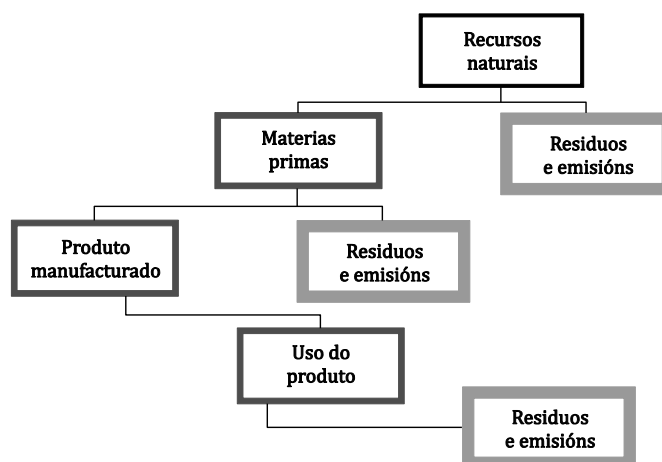 Recursos
naturais
Materias
primas
Residuos
e emisións
Produto
manufacturado
Residuos
e emisións
Uso do
produto
Residuos
e emisións